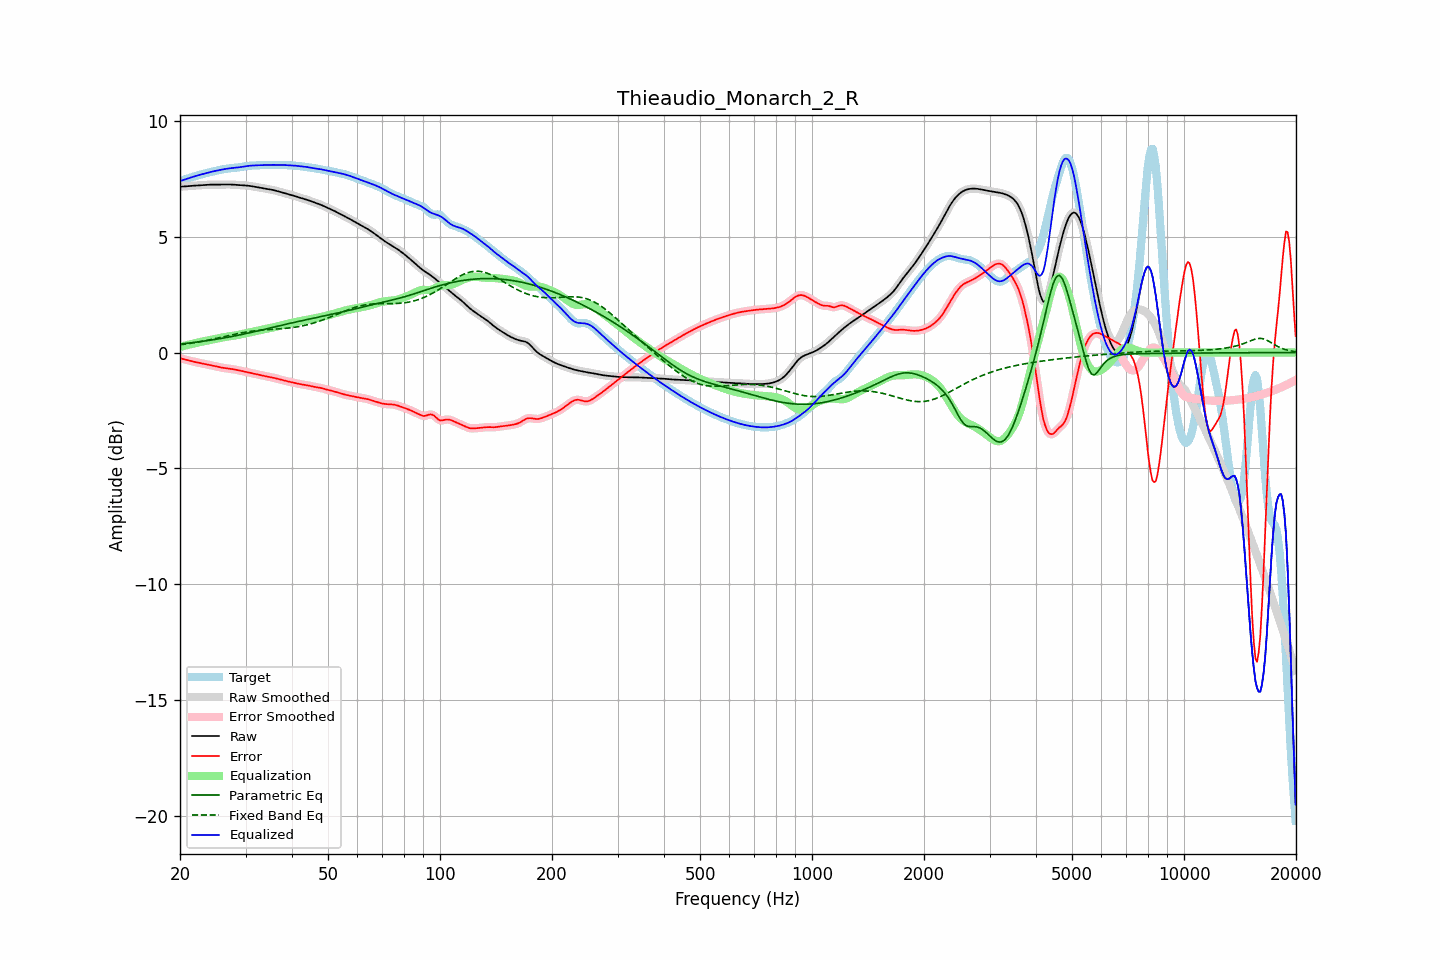 Thieaudio_Monarch_2_R
10
5
0
−5
−10
−15
−20
Amplitude (dBr)
Target
Raw Smoothed
Error Smoothed
Raw
Error
Equalization
Parametric Eq
Fixed Band Eq
Equalized
20 50 100 200 500 1000 2000 5000 10000 20000
Frequency (Hz)